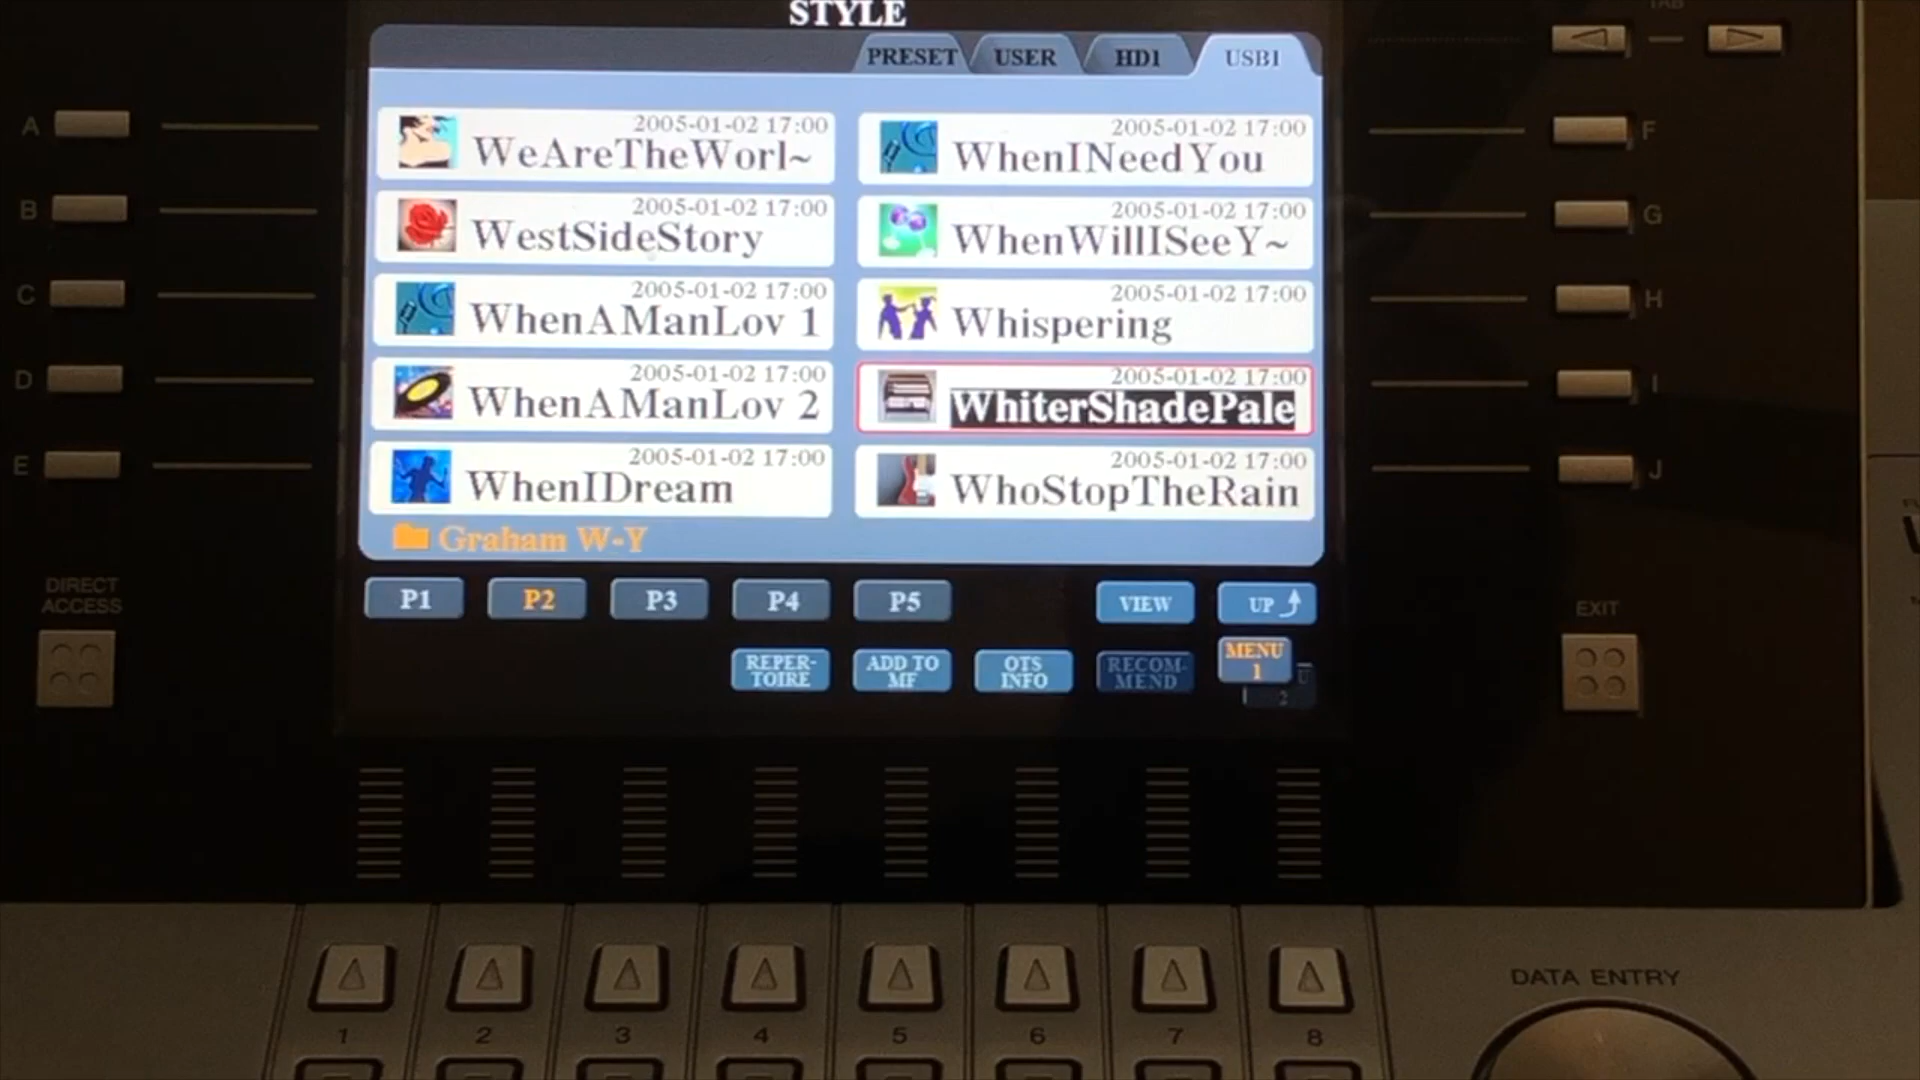 STYLE
TAB
PRESET USER HD1 USB1
A
2005-01-02 17:00
WeAreTheWorl~
2005-01-02 17:00
WhenINeedYou
F
B
2005-01-02 17:00
WestSideStory
2005-01-02 17:00
WhenWillISeeY~
G
C
2005-01-02 17:00
WhenAManLov 1
2005-01-02 17:00
Whispering
H
D
2005-01-02 17:00
WhenAManLov 2
2005-01-02 17:00
WhiterShadePale
I
E
2005-01-02 17:00
WhenIDream
2005-01-02 17:00
WhoStopTheRain
J
Graham W-Y
DIRECT
ACCESS
P1 P2 P3 P4 P5 VIEW UP
EXIT
REPER-
TOIRE
ADD TO
MF
OTS
INFO
RECOM-
MEND
MENU
1
2
DATA ENTRY
1 2 3 4 5 6 7 8